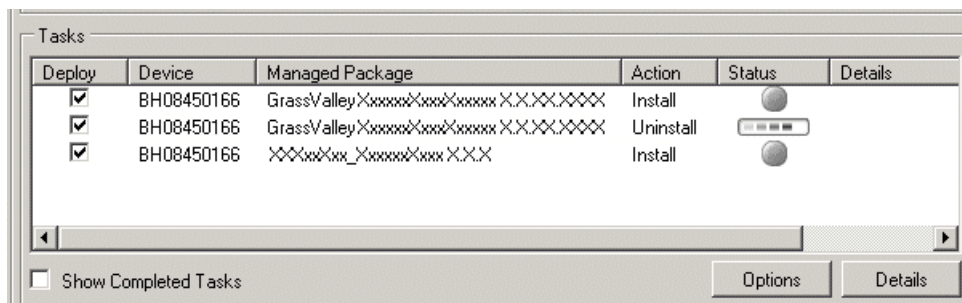 Tasks
Deploy Device Managed Package Action Status Details
BH08450166 GrassValleyXxxxxxXxxxXxxxxx X.X.XX.XXXX Install
BH08450166 GrassValleyXxxxxxXxxxXxxxxx X.X.XX.XXXX Uninstall
BH08450166 XXXxxXxx_XxxxxxXxxx X.X.X Install
Show Completed Tasks Options Details